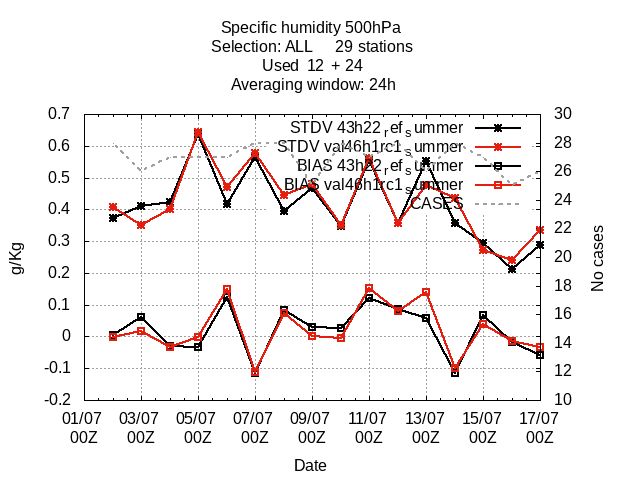 Specific humidity 500hPa
Selection: ALL 29 stations
Used 12 + 24
Averaging window: 24h
STDV 43h22refsummer
STDV val46h1rc1summer
BIAS 43h22refsummer
BIAS val46h1rc1summer
CASES
0.7
0.6
0.5
0.4
0.3
0.2
0.1
0
-0.1
-0.2
g/Kg
30
28
26
24
22
20
18
16
14
12
10
No cases
01/07 03/07 05/07 07/07 09/07 11/07 13/07 15/07 17/07
00Z 00Z 00Z 00Z 00Z 00Z 00Z 00Z 00Z
Date